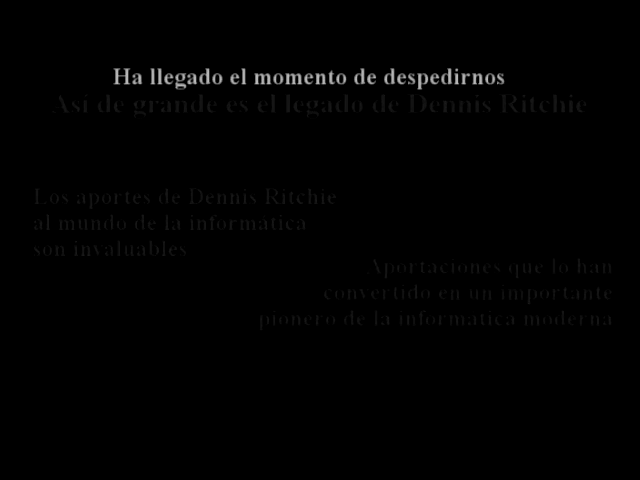 Ha llegado el momento de despedirnos
Así de grande es el legado de Dennis Ritchie
Los aportes de Dennis Ritchie
al mundo de la informática
son invaluables
Aportaciones que lo han
convertido en un importante
pionero de la informática moderna